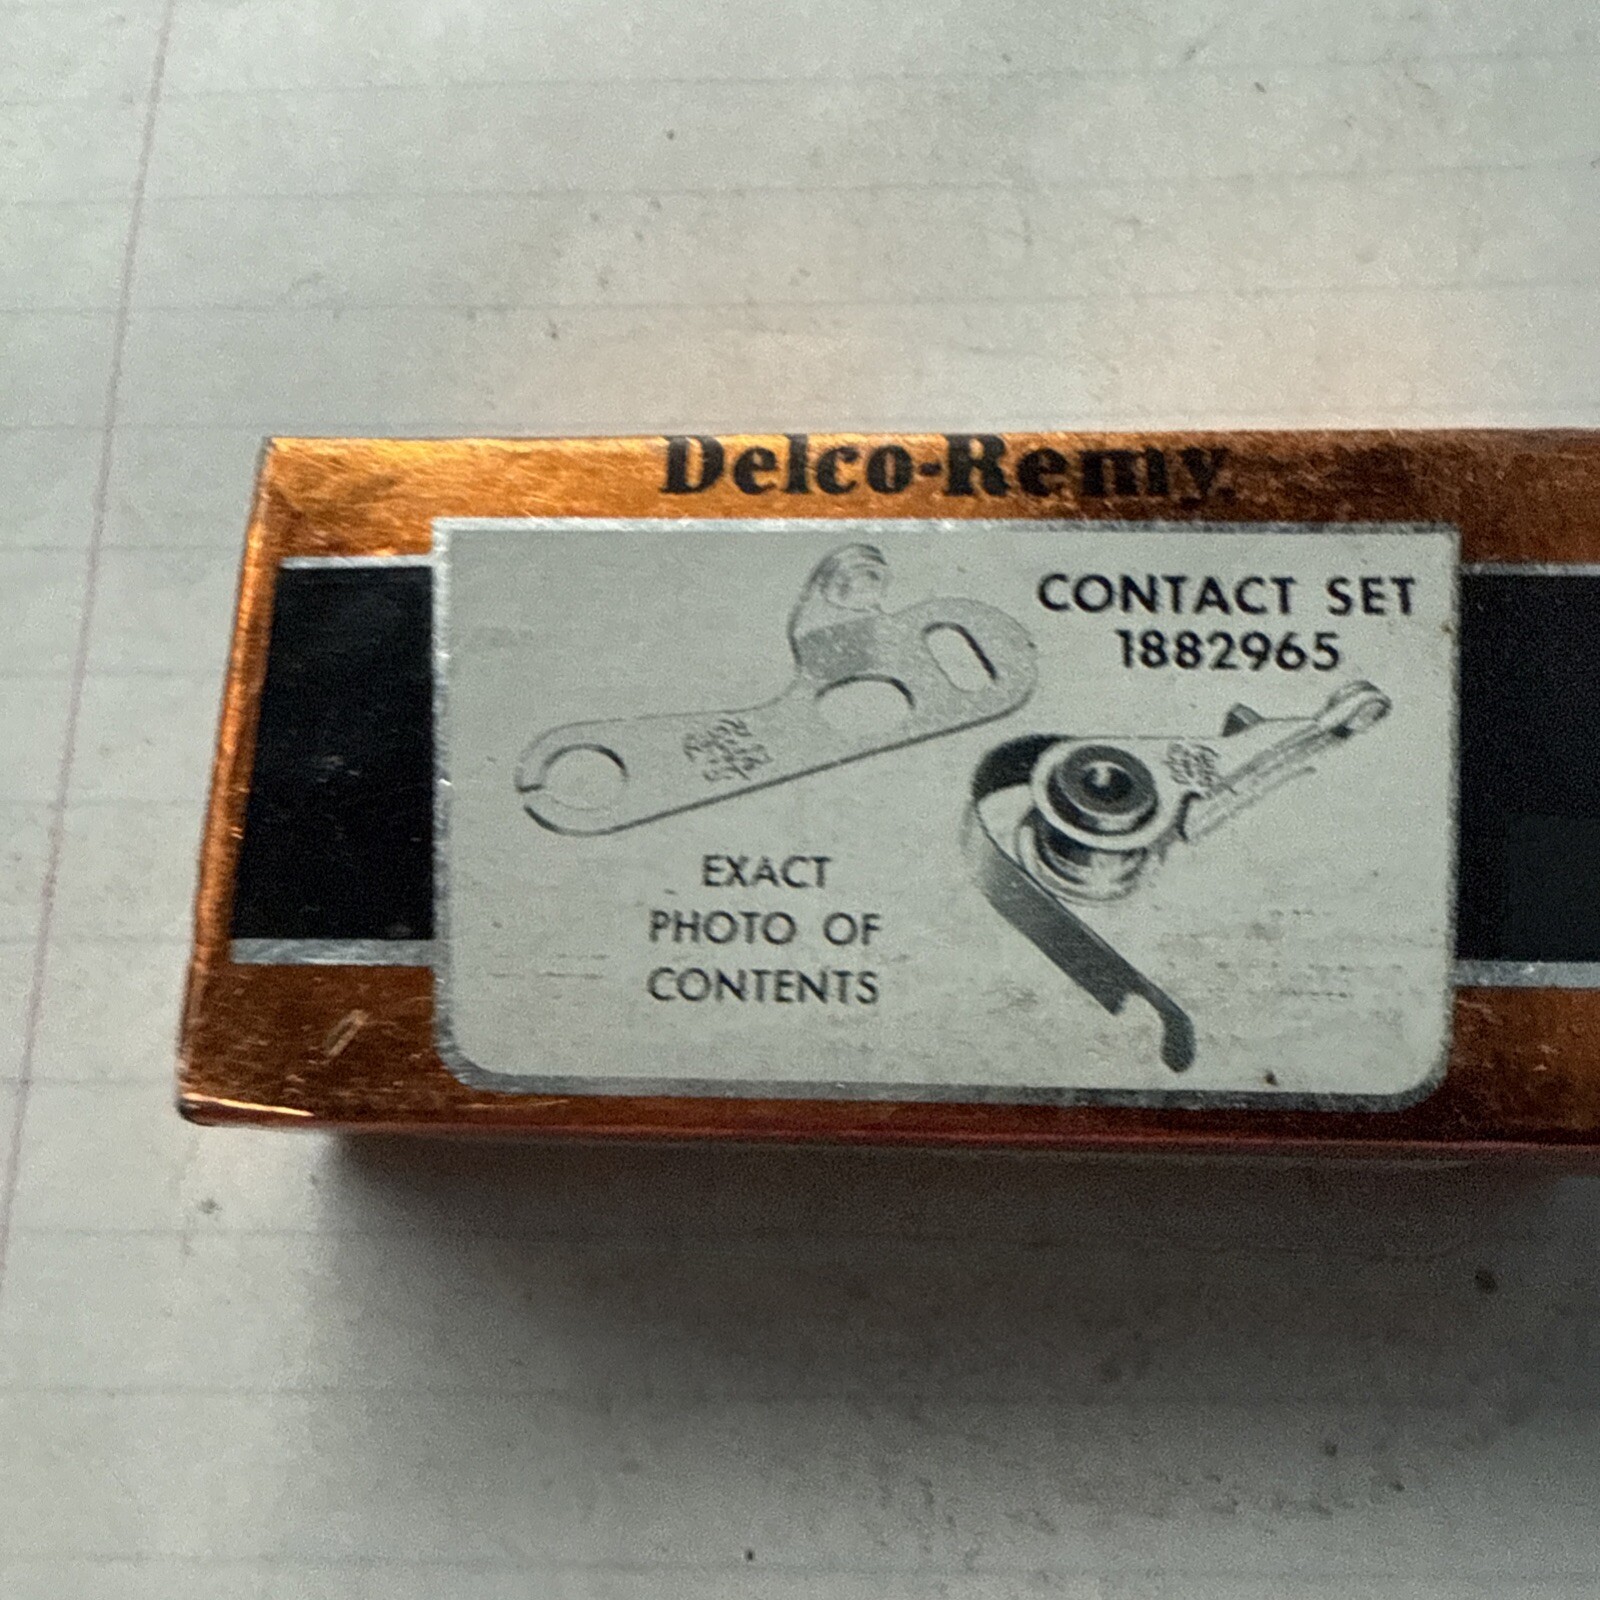 Delco-Remy
CONTACT SET
1882965
EXACT
PHOTO OF
CONTENTS